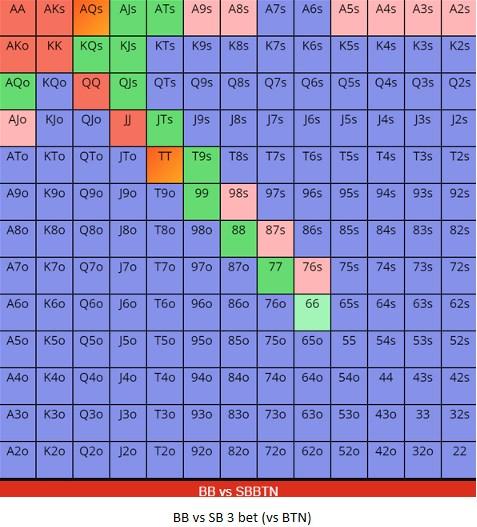 AA AKs AQs AJs ATs A9s A8s A7s A6s A5s A4s A3s A2s
AKo KK KQs KJs KTs K9s K8s K7s K6s K5s K4s K3s K2s
AQo KQo QQ QJs QTs Q9s Q8s Q7s Q6s Q5s Q4s Q3s Q2s
AJo KJo QJo JJ JTs J9s J8s J7s J6s J5s J4s J3s J2s
ATo KTo QTo JTo TT T9s T8s T7s T6s T5s T4s T3s T2s
A9o K9o Q9o J9o T9o 99 98s 97s 96s 95s 94s 93s 92s
A8o K8o Q8o J8o T8o 98o 88 87s 86s 85s 84s 83s 82s
A7o K7o Q7o J7o T7o 97o 87o 77 76s 75s 74s 73s 72s
A6o K6o Q6o J6o T6o 96o 86o 76o 66 65s 64s 63s 62s
A5o K5o Q5o J5o T5o 95o 85o 75o 65o 55 54s 53s 52s
A4o K4o Q4o J4o T4o 94o 84o 74o 64o 54o 44 43s 42s
A3o K3o Q3o J3o T3o 93o 83o 73o 63o 53o 43o 33 32s
A2o K2o Q2o J2o T2o 92o 82o 72o 62o 52o 42o 32o 22
BB vs SBBTN
BB vs SB 3 bet (vs BTN)